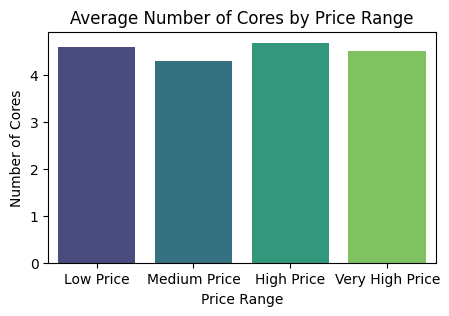 Average Number of Cores by Price Range
Number of Cores
4
3
2
1
0
Low Price Medium Price High Price Very High Price
Price Range